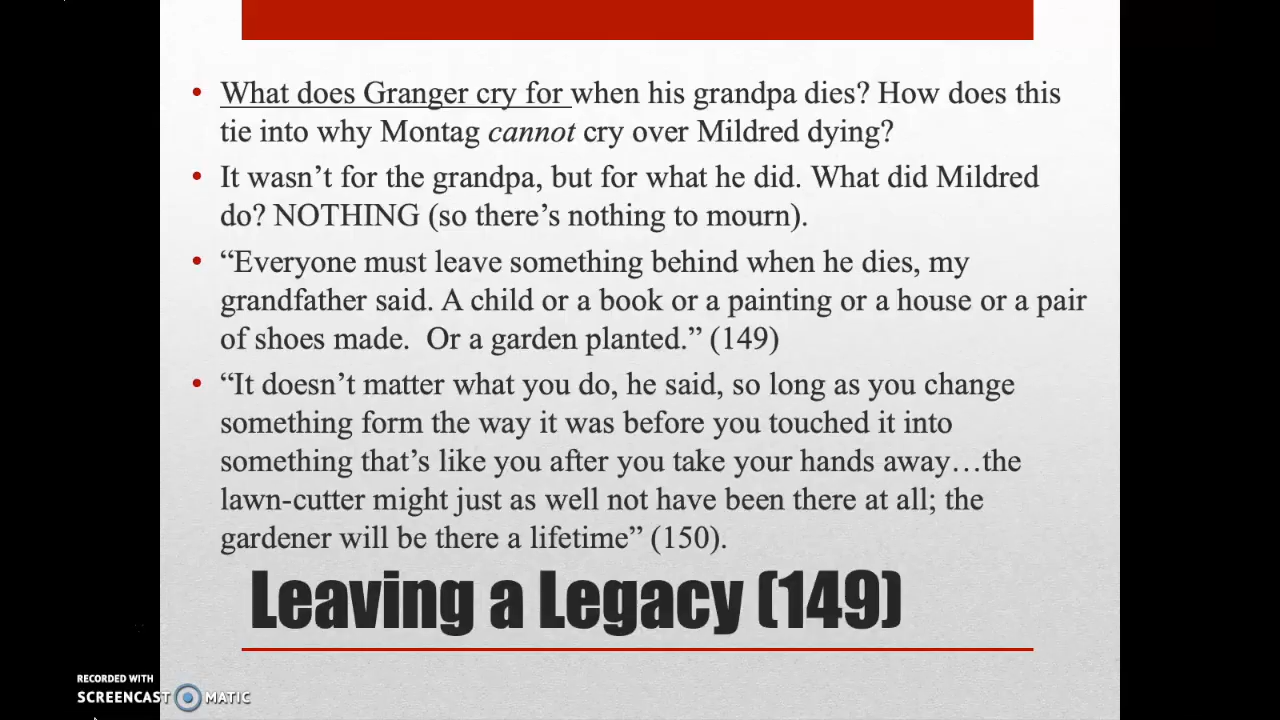 • What does Granger cry for when his grandpa dies? How does this
tie into why Montag cannot cry over Mildred dying?
• It wasn’t for the grandpa, but for what he did. What did Mildred
do? NOTHING (so there’s nothing to mourn).
• “Everyone must leave something behind when he dies, my
grandfather said. A child or a book or a painting or a house or a pair
of shoes made.  Or a garden planted.” (149)
• “It doesn’t matter what you do, he said, so long as you change
something form the way it was before you touched it into
something that’s like you after you take your hands away…the
lawn-cutter might just as well not have been there at all; the
gardener will be there a lifetime” (150).
Leaving a Legacy (149)
RECORDED WITH
SCREENCAST MATIC